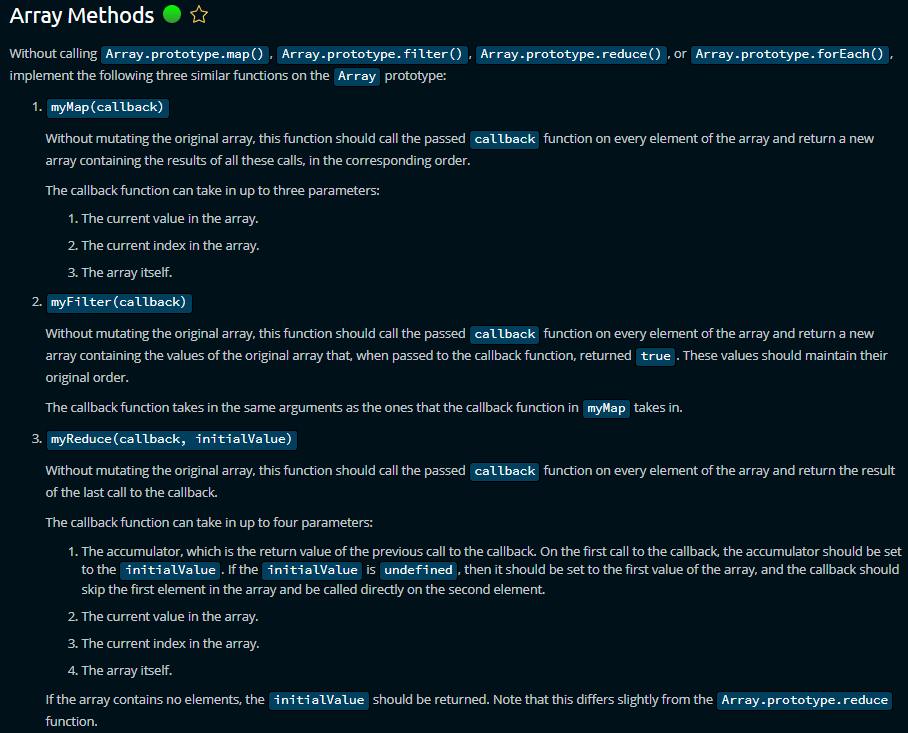 Array Methods
Without calling Array.prototype.map() , Array.prototype.filter() , Array.prototype.reduce() , or Array.prototype.forEach() ,
implement the following three similar functions on the Array prototype:
1. myMap(callback)
Without mutating the original array, this function should call the passed callback function on every element of the array and return a new
array containing the results of all these calls, in the corresponding order.
The callback function can take in up to three parameters:
1. The current value in the array.
2. The current index in the array.
3. The array itself.
2. myFilter(callback)
Without mutating the original array, this function should call the passed callback function on every element of the array and return a new
array containing the values of the original array that, when passed to the callback function, returned true . These values should maintain their
original order.
The callback function takes in the same arguments as the ones that the callback function in myMap takes in.
3. myReduce(callback, initialValue)
Without mutating the original array, this function should call the passed callback function on every element of the array and return the result
of the last call to the callback.
The callback function can take in up to four parameters:
1. The accumulator, which is the return value of the previous call to the callback. On the first call to the callback, the accumulator should be set
to the initialValue . If the initialValue is undefined , then it should be set to the first value of the array, and the callback should
skip the first element in the array and be called directly on the second element.
2. The current value in the array.
3. The current index in the array.
4. The array itself.
If the array contains no elements, the initialValue should be returned. Note that this differs slightly from the Array.prototype.reduce
function.